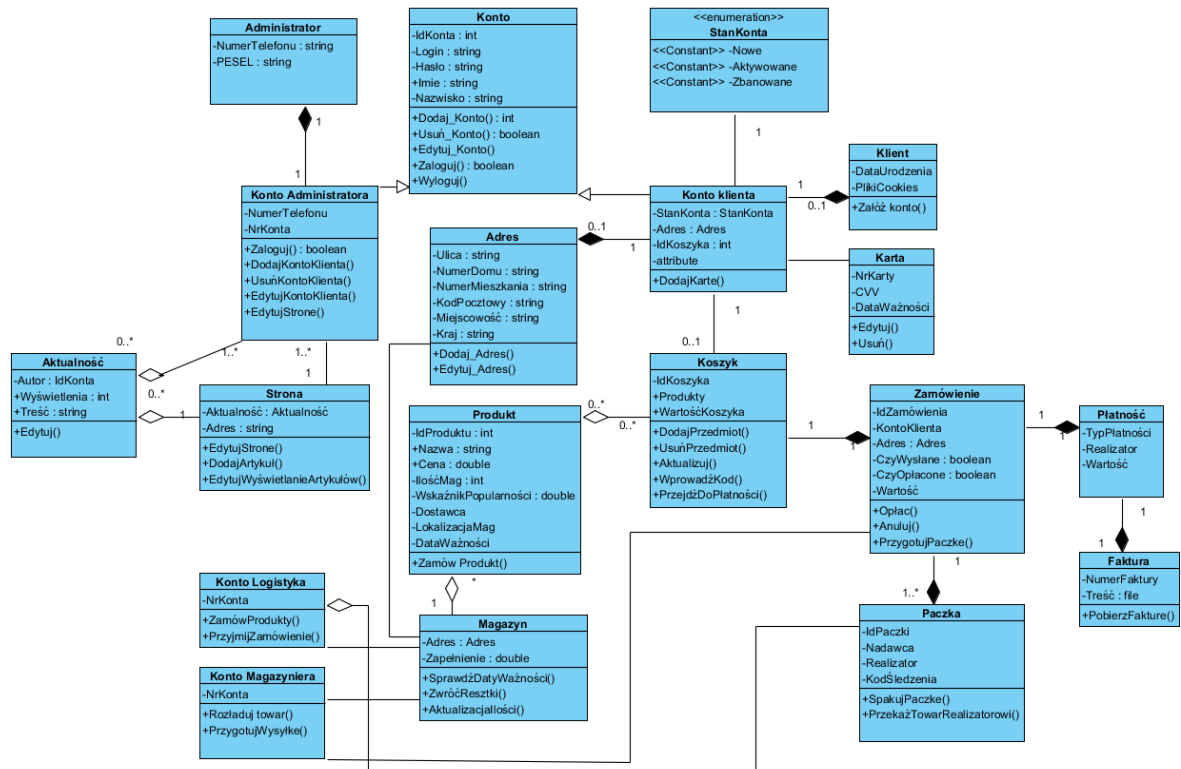 Administrator
-NumerTelefonu : string
-PESEL : string
1
1
Konto
-IdKonta : int
-Login : string
-Hasło : string
+Imie : string
-Nazwisko : string
+Dodaj_Konto() : int
+Usuń_Konto() : boolean
+Edytuj_Konto()
+Zaloguj() : boolean
+Wyloguj()
<<enumeration>>
StanKonta
<<Constant>> -Nowe
<<Constant>> -Aktywowane
<<Constant>> -Zbanowane
1
Klient
-DataUrodzenia
-PlikiCookies
+Załóż konto()
1
0..1
Konto Administratora
-NumerTelefonu
-NrKonta
+Zaloguj() : boolean
+DodajKontoKlienta()
+UsuńKontoKlienta()
+EdytujKontoKlienta()
+EdytujStrone()
Konto klienta
-StanKonta : StanKonta
-Adres : Adres
-IdKoszyka : int
-attribute
+DodajKarte()
Adres
-Ulica : string
-NumerDomu : string
-NumerMieszkania : string
-KodPocztowy : string
-Miejscowość : string
-Kraj : string
+Dodaj_Adres()
+Edytuj_Adres()
0..1
1
Karta
-NrKarty
-CVV
-DataWażności
+Edytuj()
+Usuń()
1
0..1
0..*
1..*
1..*
1
Aktualność
-Autor : IdKonta
+Wyświetlenia : int
+Treść : string
+Edytuj()
0..*
1
Strona
-Aktualność : Aktualność
-Adres : string
+EdytujStrone()
+DodajArtykuł()
+EdytujWyświetlanieArtykułów()
Koszyk
-IdKoszyka
+Produkty
+WartośćKoszyka
+DodajPrzedmiot()
+UsuńPrzedmiot()
+Aktualizuj()
+WprowadźKod()
+PrzejdźDoPłatności()
Produkt
-IdProduktu : int
+Nazwa : string
+Cena : double
-IlośćMag : int
-WskaźnikPopularności : double
-Dostawca
-LokalizacjaMag
-DataWażności
+Zamów Produkt()
0..*
0..*
Zamówienie
-IdZamówienia
-KontoKlienta
-Adres : Adres
-CzyWysłane : boolean
-CzyOpłacone : boolean
-Wartość
+Opłac()
+Anuluj()
+PrzygotujPaczke()
1
1
Płatność
-TypPłatności
-Realizator
-Wartość
1
1
1
1
Faktura
-NumerFaktury
-Treść : file
+PobierzFakture()
1
1..*
Paczka
-IdPaczki
-Nadawca
-Realizator
-KodŚledzenia
+SpakujPaczke()
+PrzekażTowarRealizatorowi()
Konto Logistyka
-NrKonta
+ZamówProdukty()
+PrzyjmijZamówienie()
*
1
Magazyn
-Adres : Adres
-Zapełnienie : double
+SprawdźDatyWażności()
+ZwróćResztki()
+AktualizacjaIlości()
Konto Magazyniera
-NrKonta
+Rozładuj towar()
+PrzygotujWysyłke()